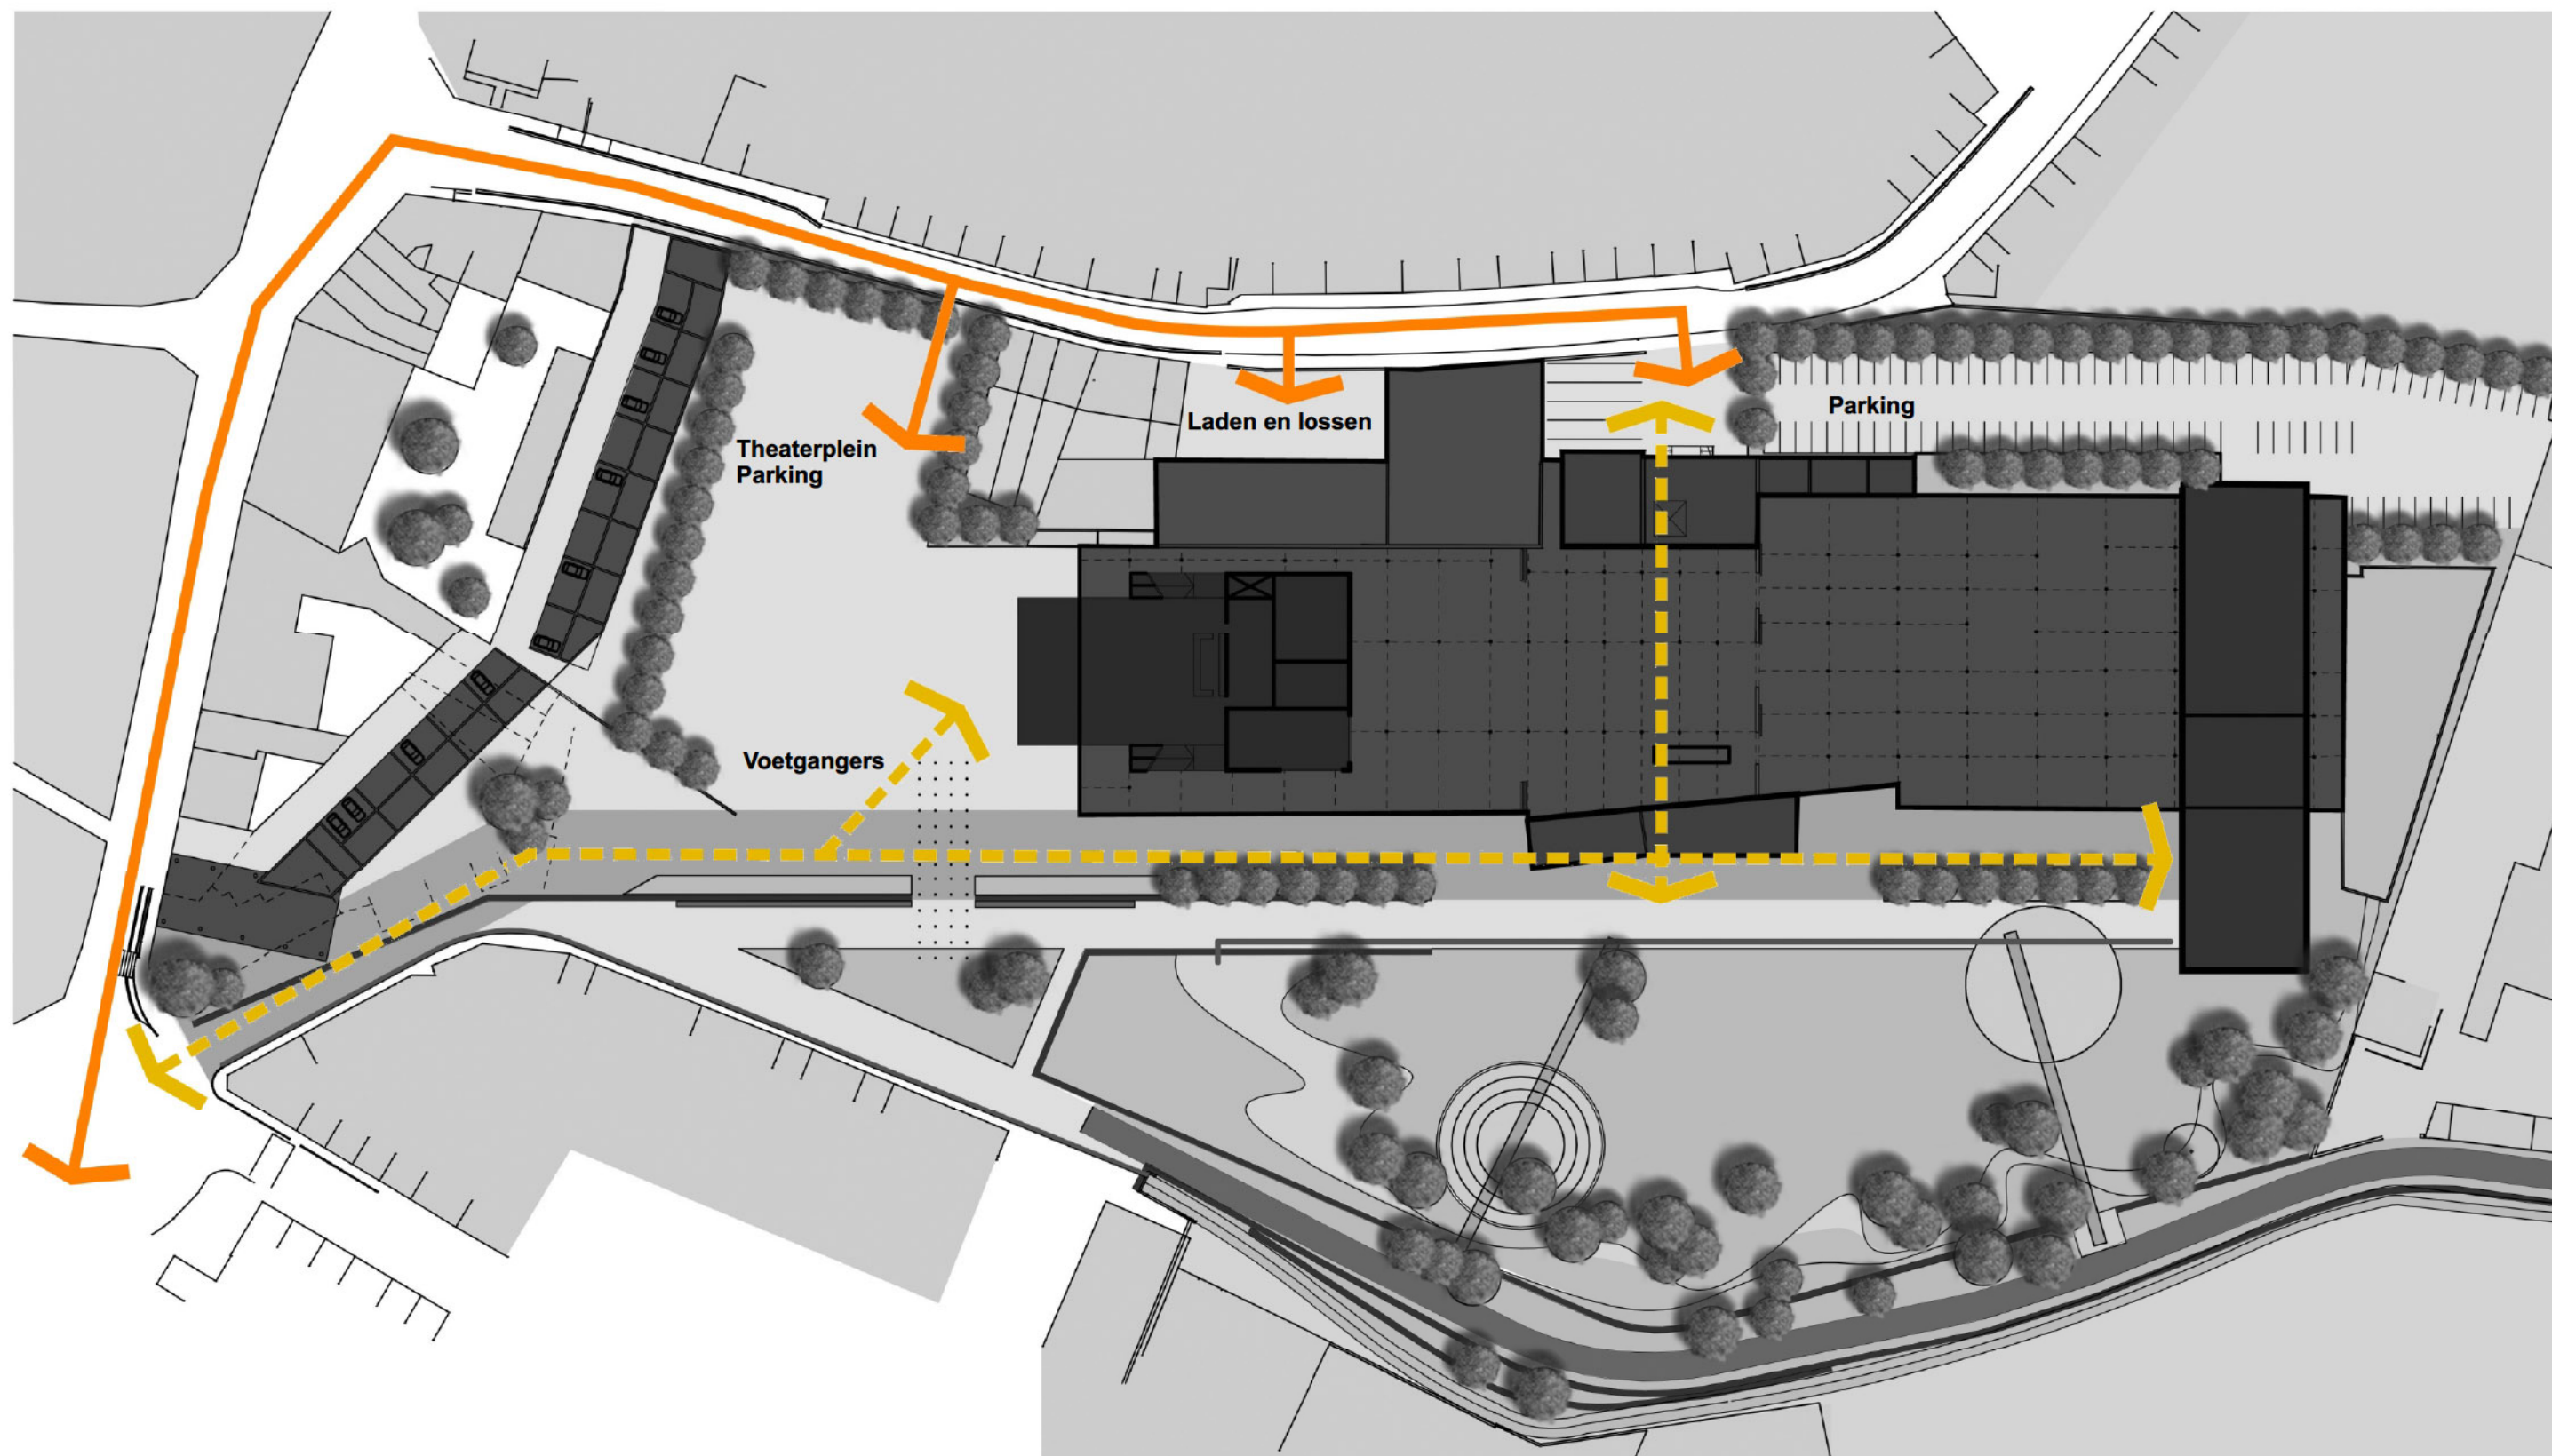 Laden en lossen
Parking
Theaterplein
Parking
Voetgangers